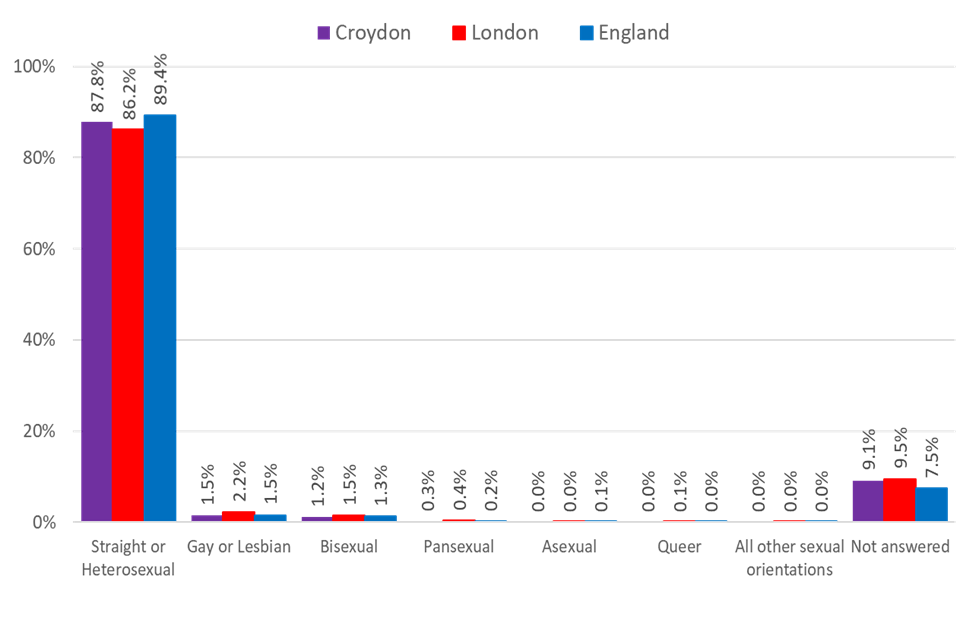 Croydon London England
100%
80%
60%
40%
20%
0%
87.8% 86.2% 89.4%
1.5% 2.2% 1.5%
1.2% 1.5% 1.3%
0.3% 0.4% 0.2%
0.0% 0.0% 0.1%
0.0% 0.1% 0.0%
0.0% 0.0% 0.0%
9.1% 9.5% 7.5%
Straight or
Heterosexual
Gay or Lesbian
Bisexual
Pansexual
Asexual
Queer
All other sexual
orientations
Not answered